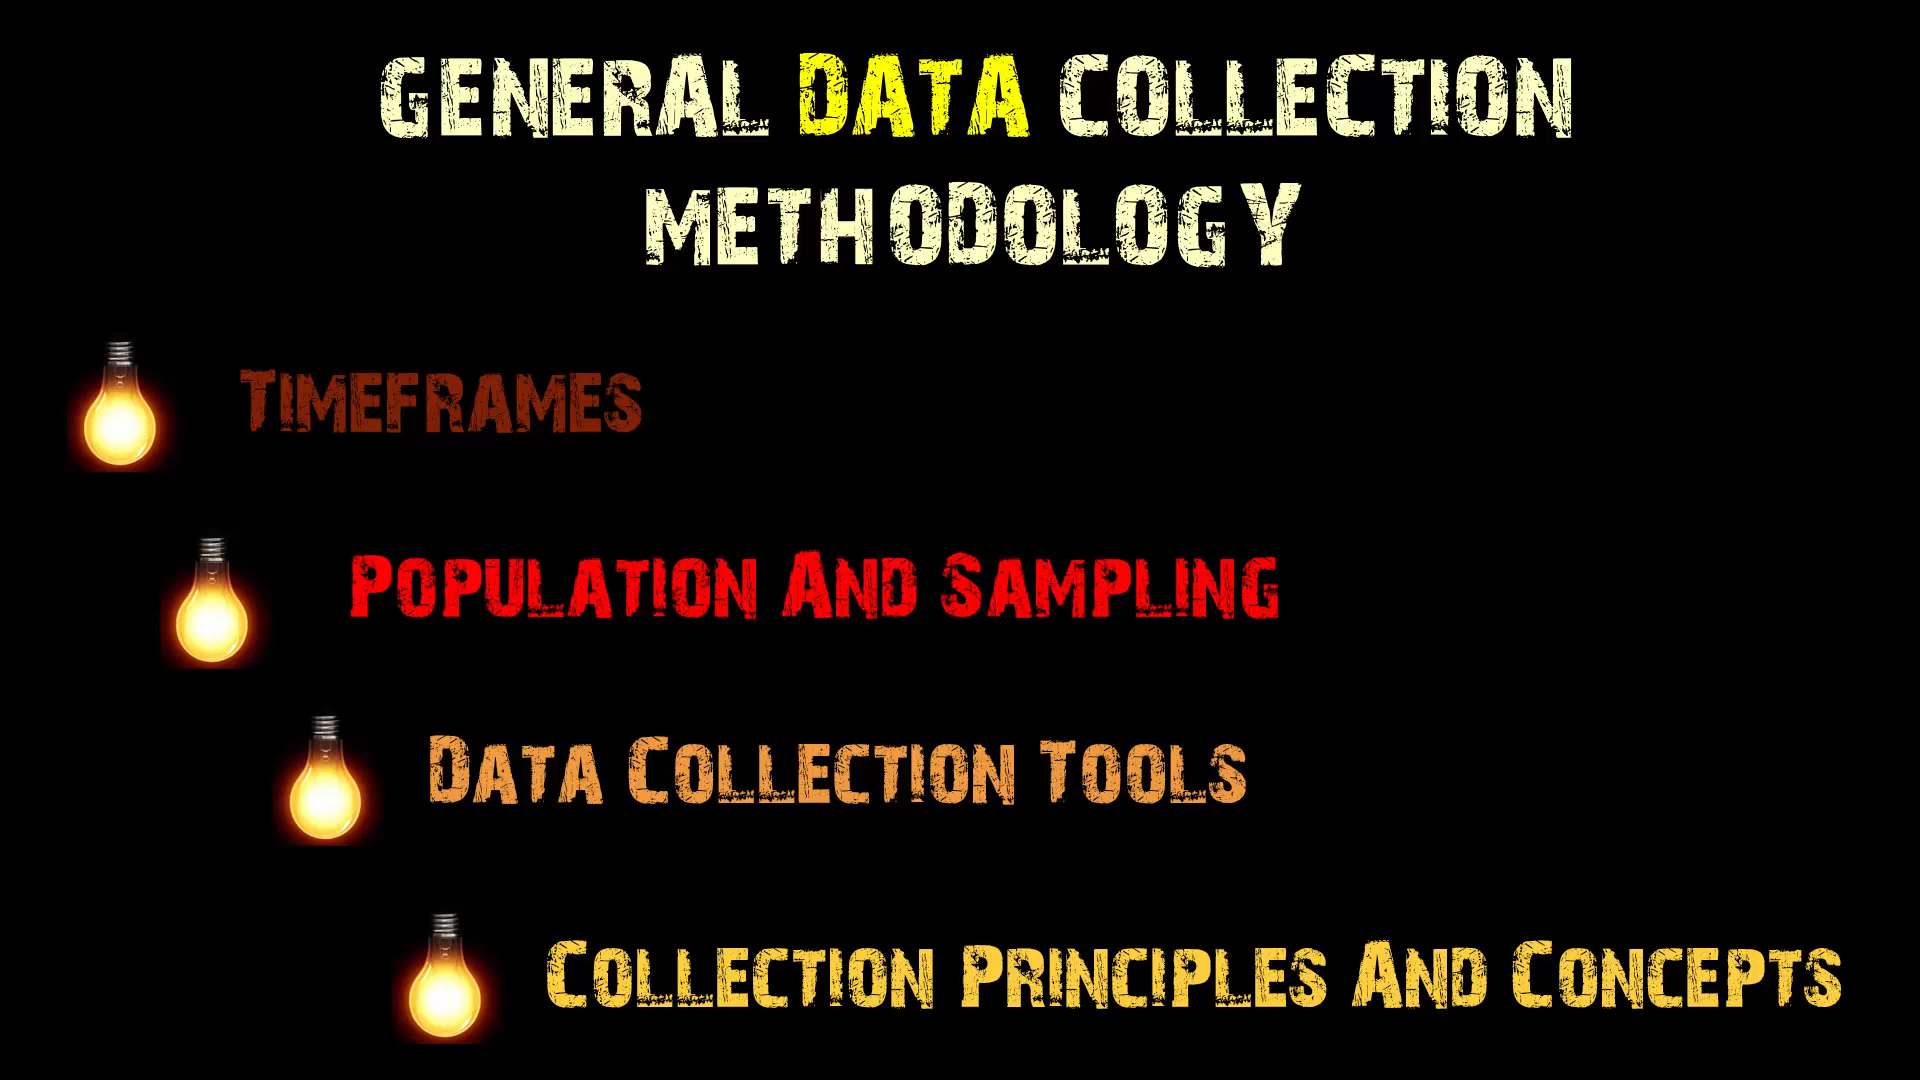 GENERAL DATA COLLECTION
METHODOLOGY
TIMEFRAMES
POPULATION AND SAMPLING
DATA COLLECTION TOOLS
COLLECTION PRINCIPLES AND CONCEPTS